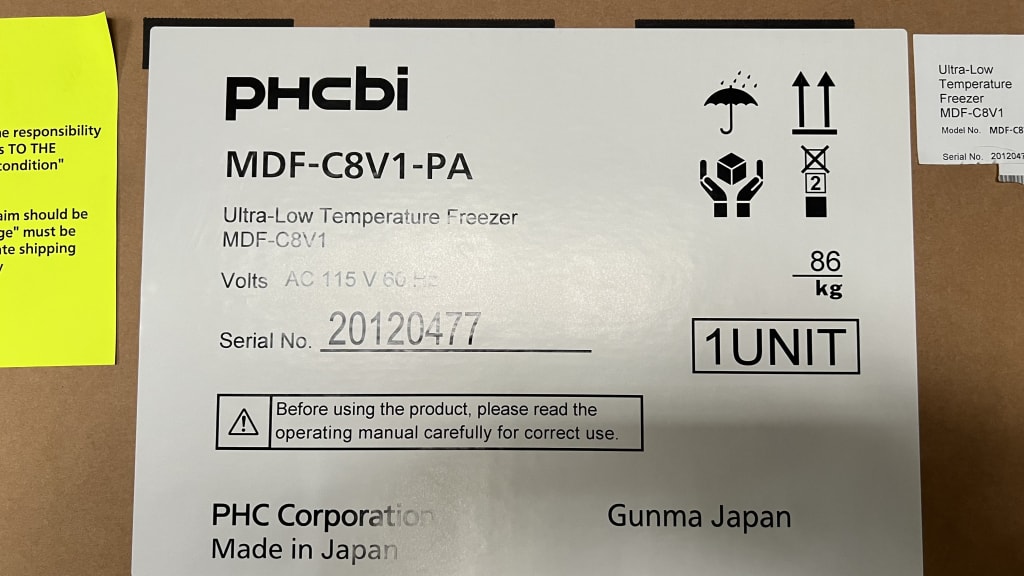 e responsibility
s TO THE
condition"
aim should be
ge" must be
te shipping
y
phcbi
MDF-C8V1-PA
Ultra-Low Temperature Freezer
MDF-C8V1
Volts AC 115 V 60 Hz
Serial No. 20120477
2
86
kg
1UNIT
Before using the product, please read the
operating manual carefully for correct use.
PHC Corporation
Made in Japan
Gunma Japan
Ultra-Low
Temperature
Freezer
MDF-C8V1
Model No. MDF-C8
Serial No. 2012047